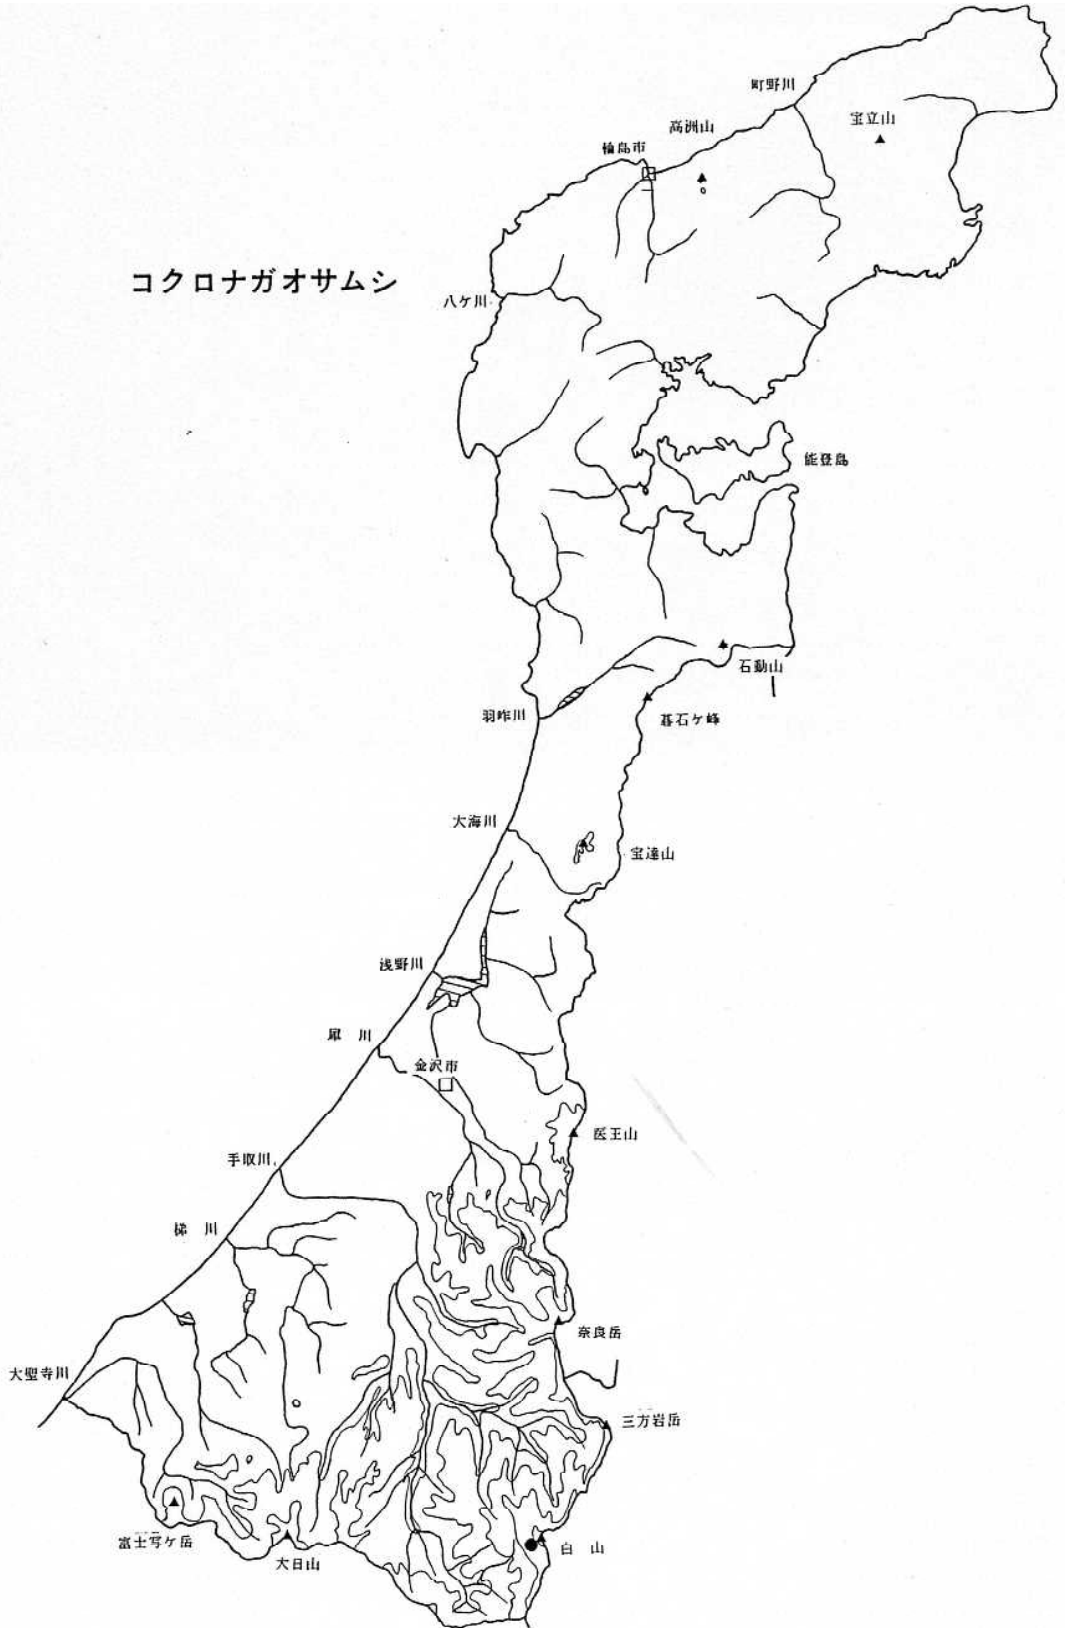 町野川
宝立山
高洲山
輪島市
コクロナガオサムシ
八ケ川
能登島
石動山
羽咋川
碁石ケ峰
大海川
宝達山
浅野川
犀川
金沢市
医王山
手取川
梯川
奈良岳
大聖寺川
三方岩岳
富士写ケ岳
白山
大日山